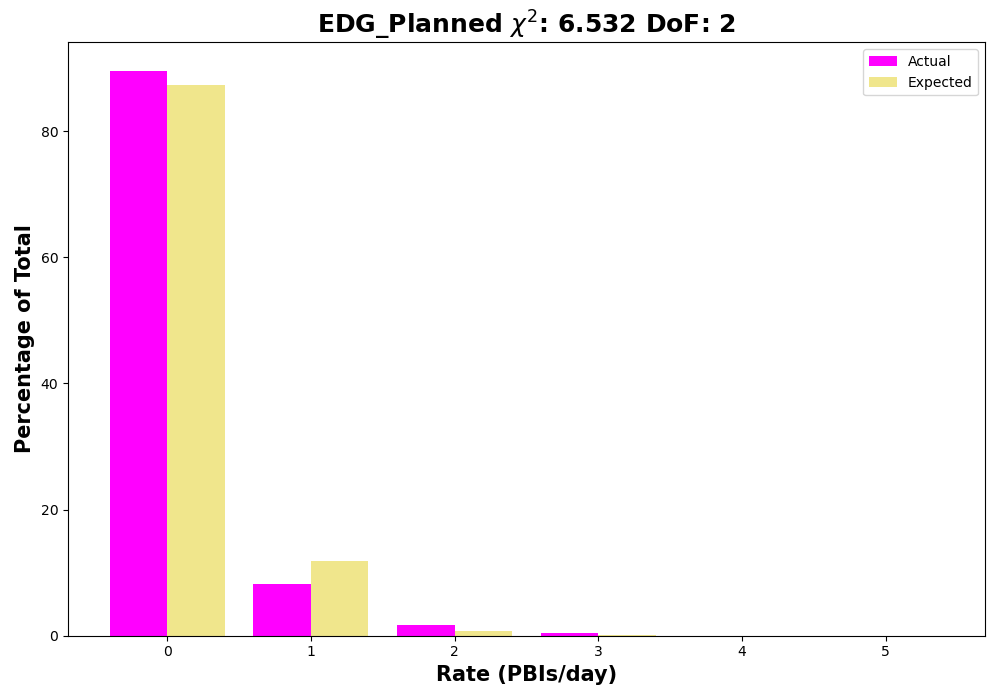 EDG_Planned χ²: 6.532 DoF: 2
Actual
Expected
Percentage of Total
80
60
40
20
0
0 1 2 3 4 5
Rate (PBIs/day)